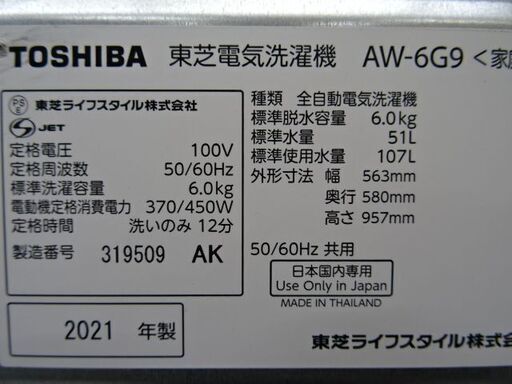 TOSHIBA 東芝電気洗濯機 AW-6G9 <家庭
PS E 東芝ライフスタイル株式会社
S JET
定格電圧 100V
定格周波数 50/60Hz
標準洗濯容量 6.0kg
電動機定格消費電力 370/450W
定格時間 洗いのみ 12分
製造番号 319509 AK
2021 年製
種類 全自動電気洗濯機
標準脱水容量 6.0kg
標準水量 51L
標準使用水量 107L
外形寸法 幅 563mm
奥行 580mm
高さ 957mm
50/60Hz 共用
日本国内専用
Use Only in Japan
MADE IN THAILAND
東芝ライフスタイル株式会